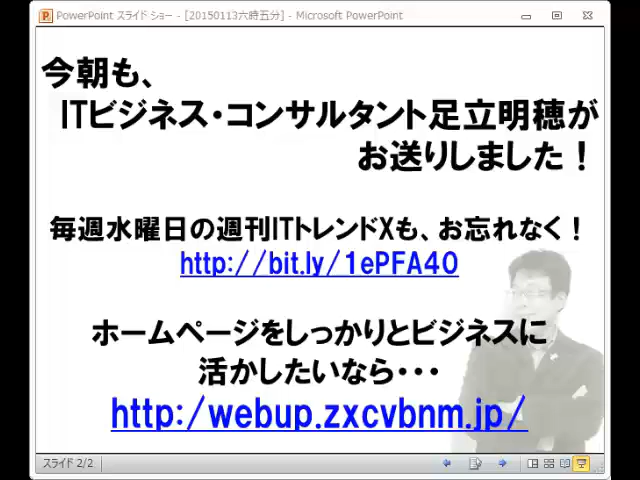 PowerPoint スライド ショー - [20150113六時五分] - Microsoft PowerPoint
今朝も、
ITビジネス・コンサルタント足立明穂が
お送りしました！
毎週水曜日の週刊ITトレンドXも、お忘れなく！
http://bit.ly/1ePFA40
ホームページをしっかりとビジネスに
活かしたいなら・・・
http:/webup.zxcvbnm.jp/
スライド 2/2